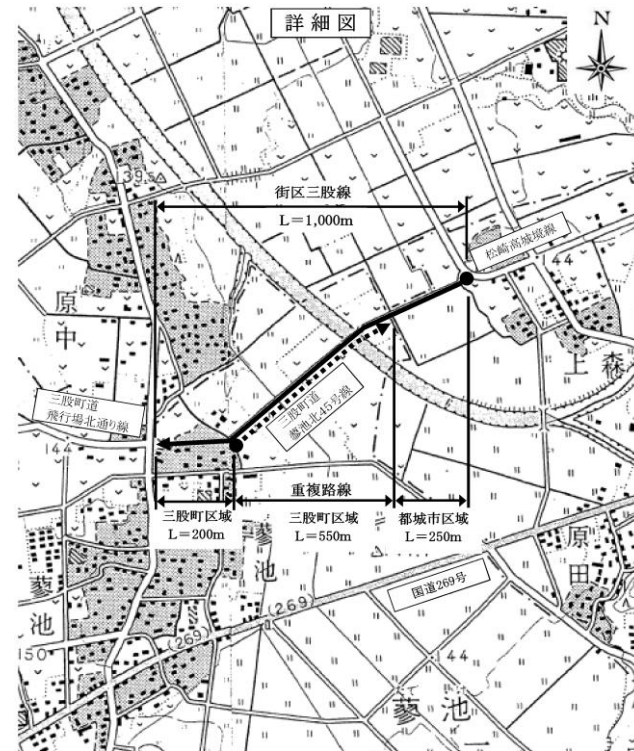 詳細図
N
139.5
街区三股線
L=1,000m
松崎高城境線
144
原中
上森
三股町道
飛行場北通り線
三股町道
蓼池北45号線
144
重複路線
三股町区域
L=200m
三股町区域
L=550m
都城市区域
L=250m
蓼池
蓼池
原田
国道269号
(269)
(269)
150
144
蓼池一